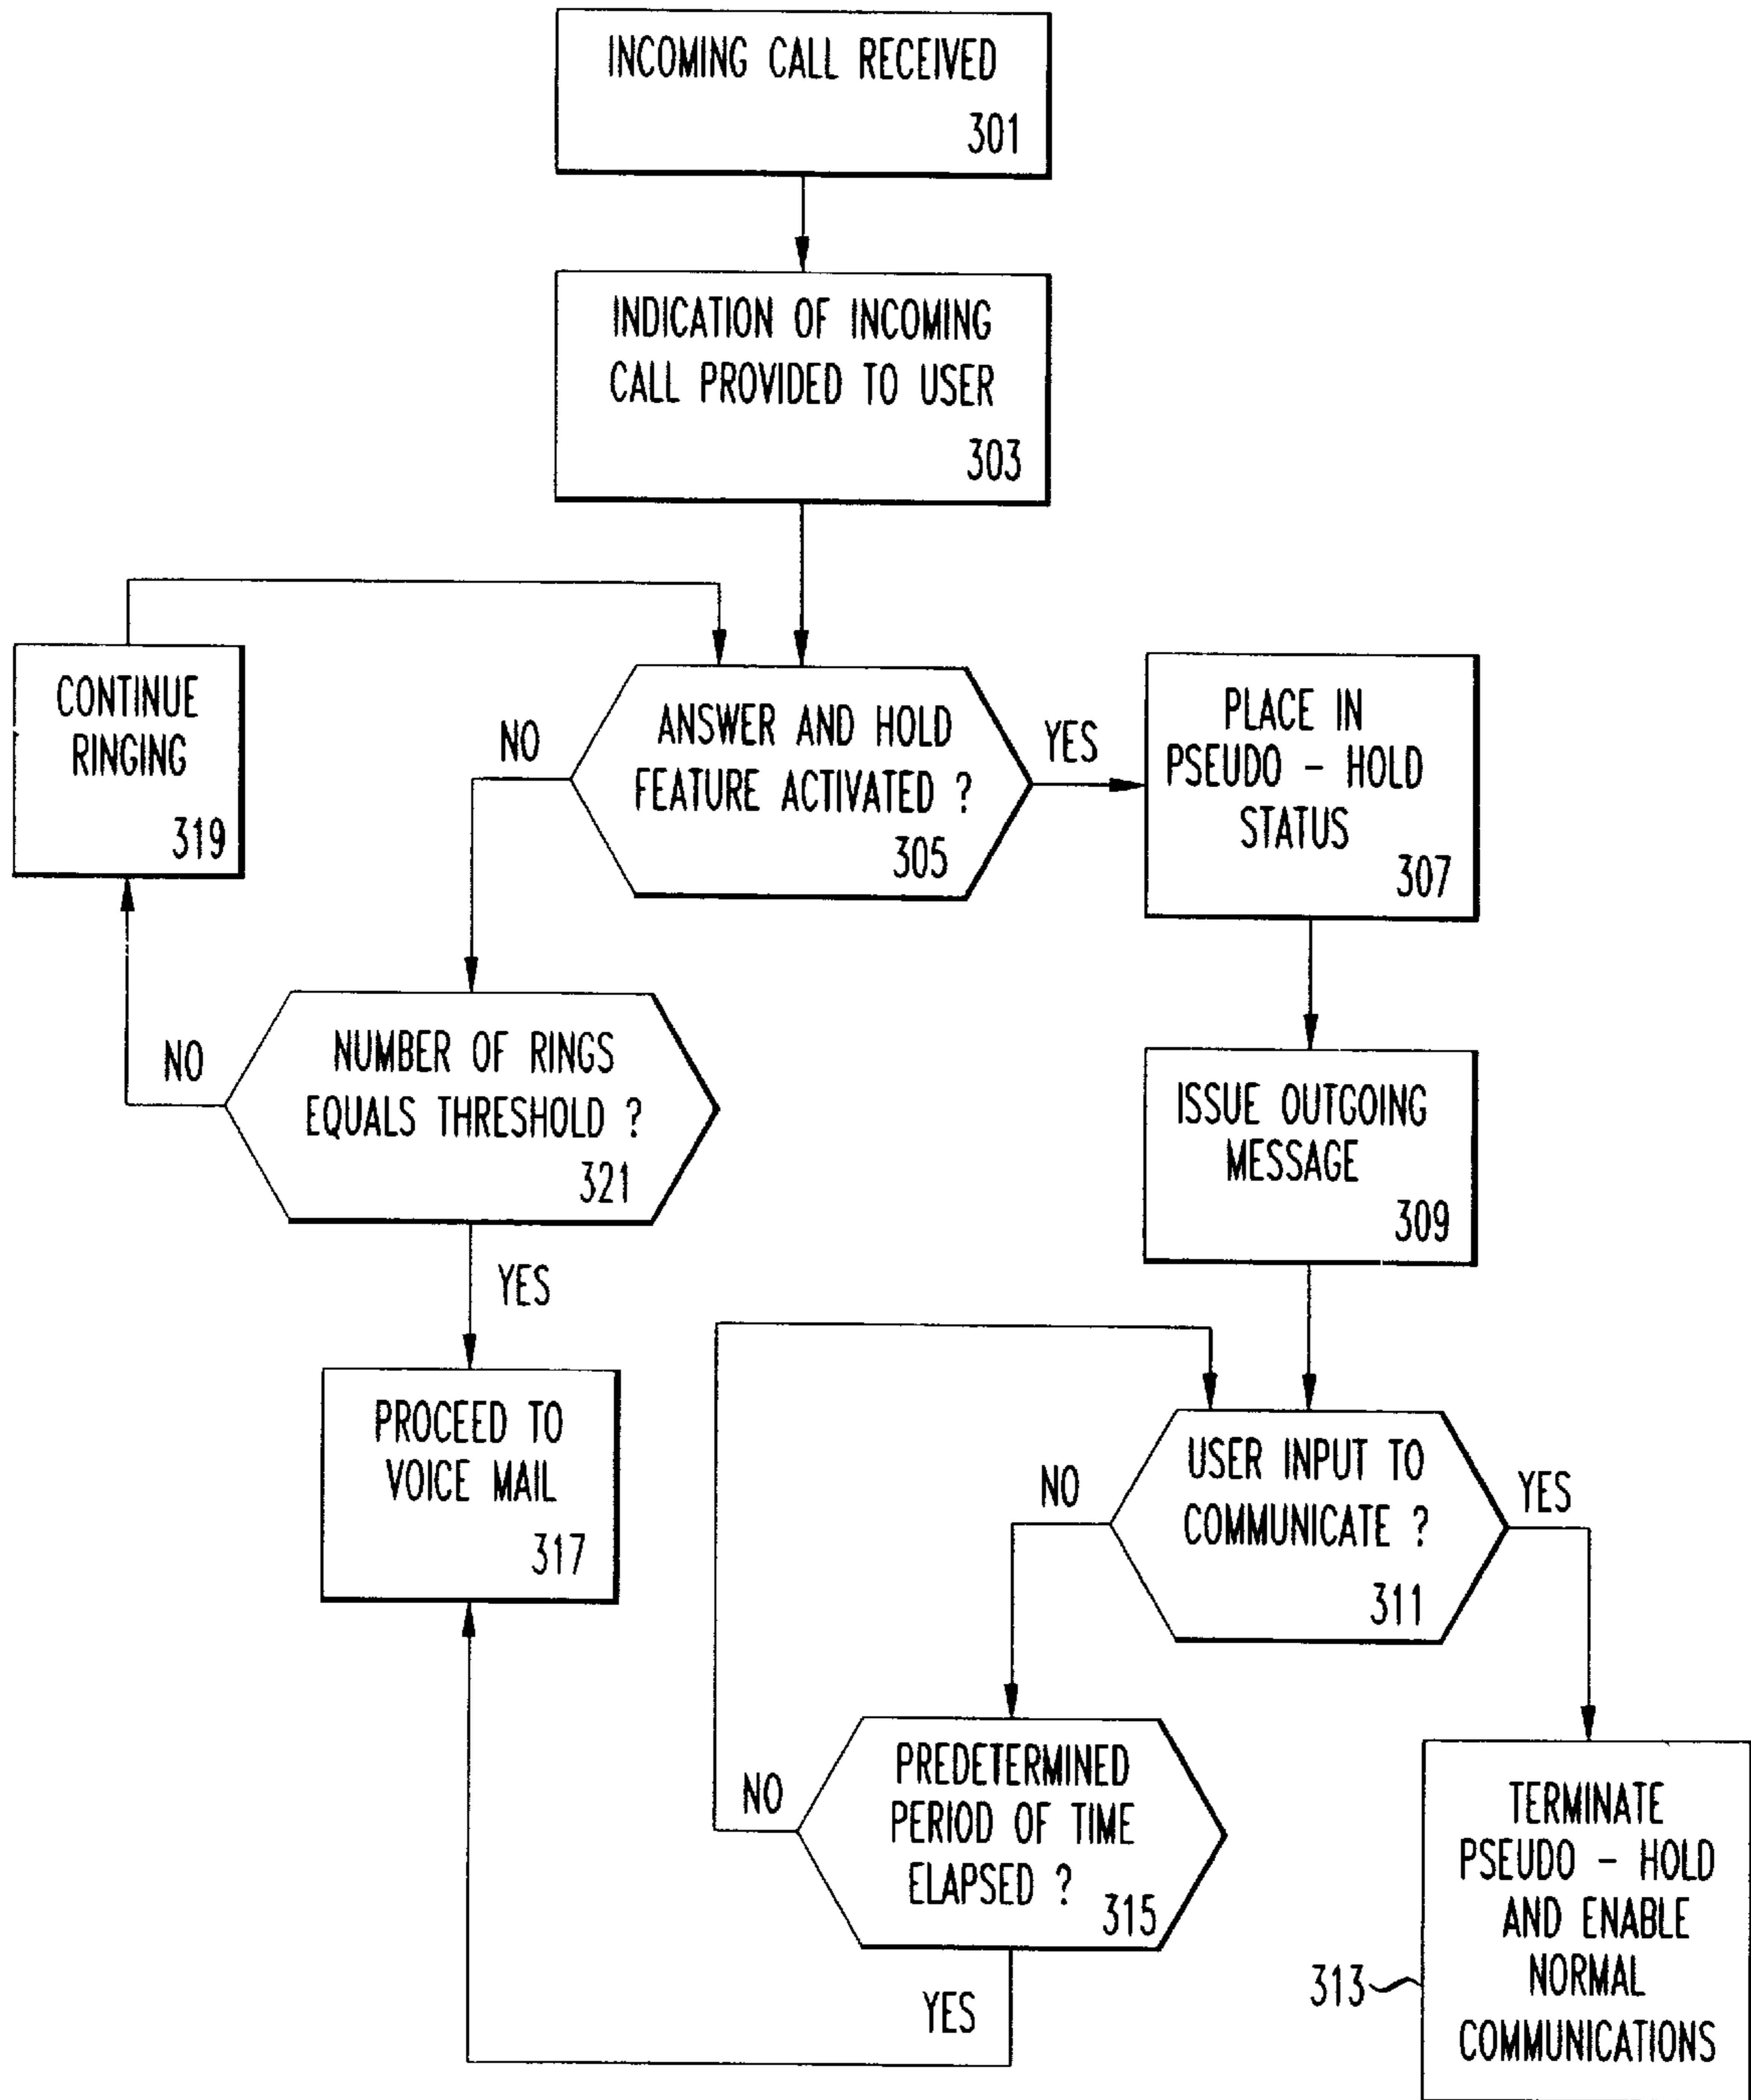 INCOMING CALL RECEIVED
301
INDICATION OF INCOMING
CALL PROVIDED TO USER
303
CONTINUE
RINGING
319
NO
ANSWER AND HOLD
FEATURE ACTIVATED ?
305
YES
PLACE IN
PSEUDO - HOLD
STATUS
307
NO
NUMBER OF RINGS
EQUALS THRESHOLD ?
321
YES
ISSUE OUTGOING
MESSAGE
309
PROCEED TO
VOICE MAIL
317
NO
USER INPUT TO
COMMUNICATE ?
311
YES
NO
PREDETERMINED
PERIOD OF TIME
ELAPSED ?
315
YES
313
TERMINATE
PSEUDO - HOLD
AND ENABLE
NORMAL
COMMUNICATIONS